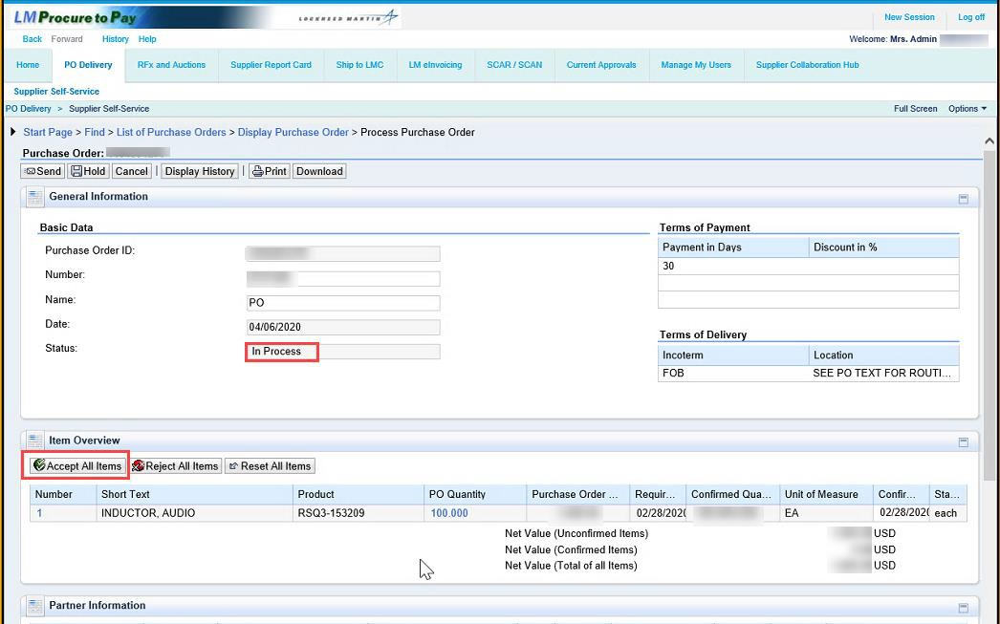 LM Procure to Pay LOCKHEED MARTIN New Session Log off
Back Forward History Help Welcome: Mrs. Admin
Home PO Delivery RFx and Auctions Supplier Report Card Ship to LMC LM eInvoicing SCAR / SCAN Current Approvals Manage My Users Supplier Collaboration Hub
Supplier Self-Service
PO Delivery > Supplier Self-Service Full Screen Options
Start Page > Find > List of Purchase Orders > Display Purchase Order > Process Purchase Order
Purchase Order:
Send Hold Cancel | Display History | Print Download
General Information
Basic Data
Purchase Order ID:
Number:
Name: PO
Date: 04/06/2020
Status: In Process
Terms of Payment
Payment in Days Discount in %
30
Terms of Delivery
Incoterm Location
FOB SEE PO TEXT FOR ROUTI...
Item Overview
Accept All Items Reject All Items Reset All Items
Number Short Text Product PO Quantity Purchase Order ... Requir... Confirmed Qua... Unit of Measure Confir... Sta...
1 INDUCTOR, AUDIO RSQ3-153209 100.000 02/28/2020 EA 02/28/2020 each
Net Value (Unconfirmed Items) USD
Net Value (Confirmed Items) USD
Net Value (Total of all Items) USD
Partner Information